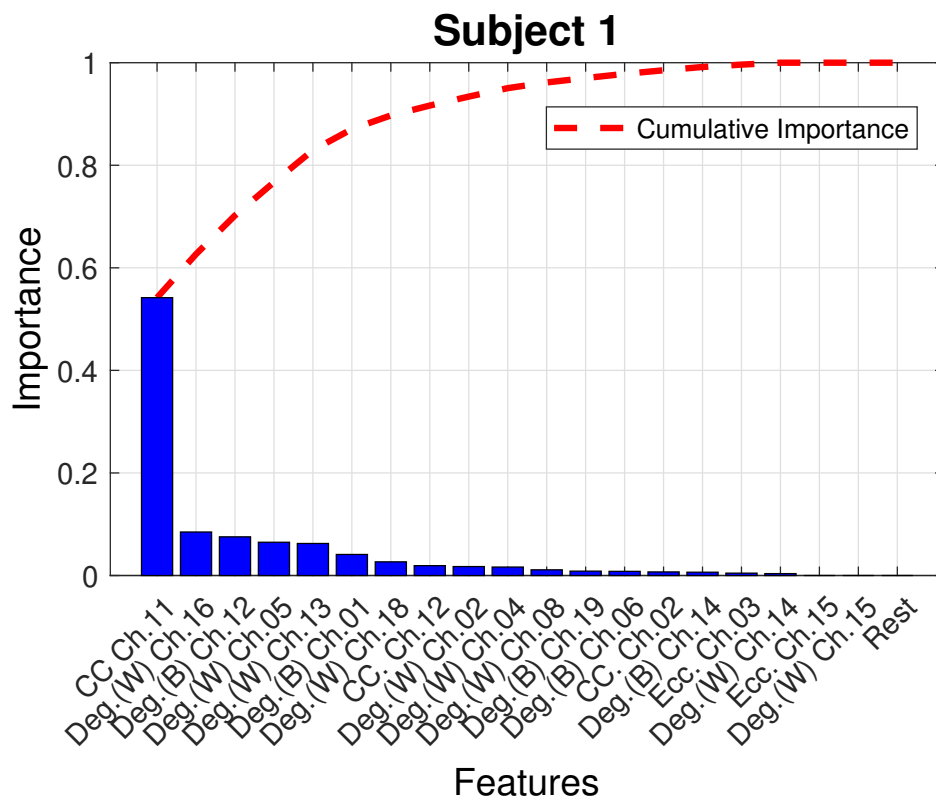 Subject 1
1
0.8
0.6
0.4
0.2
0
Importance
Cumulative Importance
CC Ch.11
Deg.(W) Ch.16
Deg.(B) Ch.12
Deg.(W) Ch.05
Deg.(W) Ch.13
Deg.(B) Ch.01
Deg.(W) Ch.18
CC. Ch.12
Deg.(W) Ch.02
Deg.(W) Ch.04
Deg.(W) Ch.08
Deg.(B) Ch.19
Deg.(B) Ch.06
CC. Ch.02
Deg.(B) Ch.14
Ecc. Ch.03
Deg.(W) Ch.14
Ecc. Ch.15
Deg.(W) Ch.15
Rest
Features